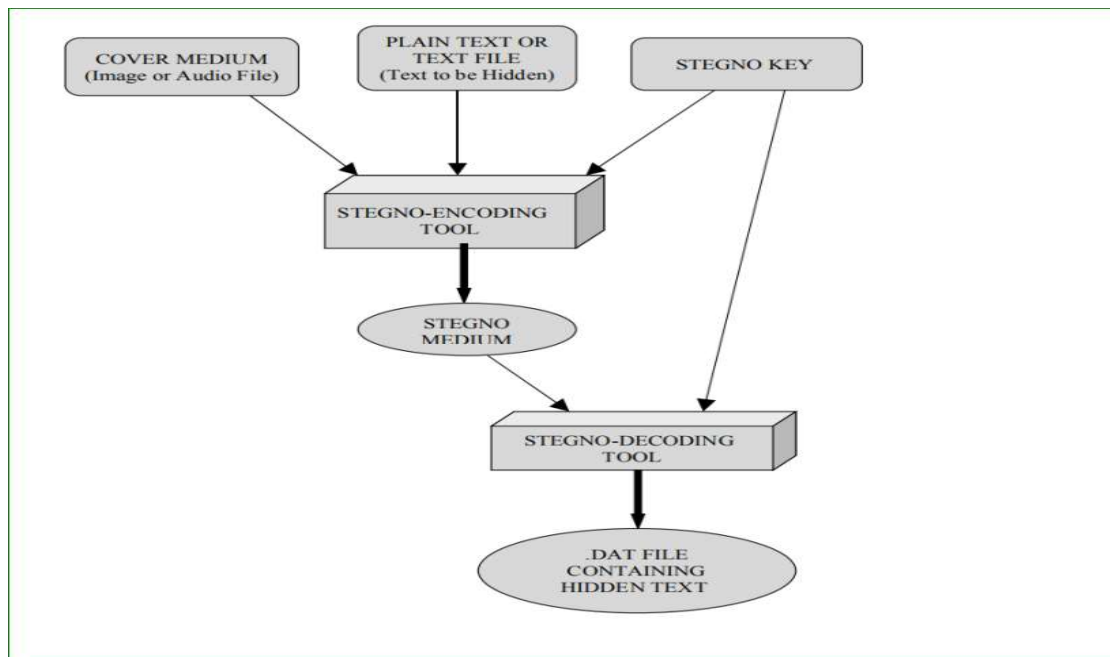 COVER MEDIUM
(Image or Audio File)
PLAIN TEXT OR
TEXT FILE
(Text to be Hidden)
STEGNO KEY
STEGNO-ENCODING
TOOL
STEGNO
MEDIUM
STEGNO-DECODING
TOOL
.DAT FILE
CONTAINING
HIDDEN TEXT